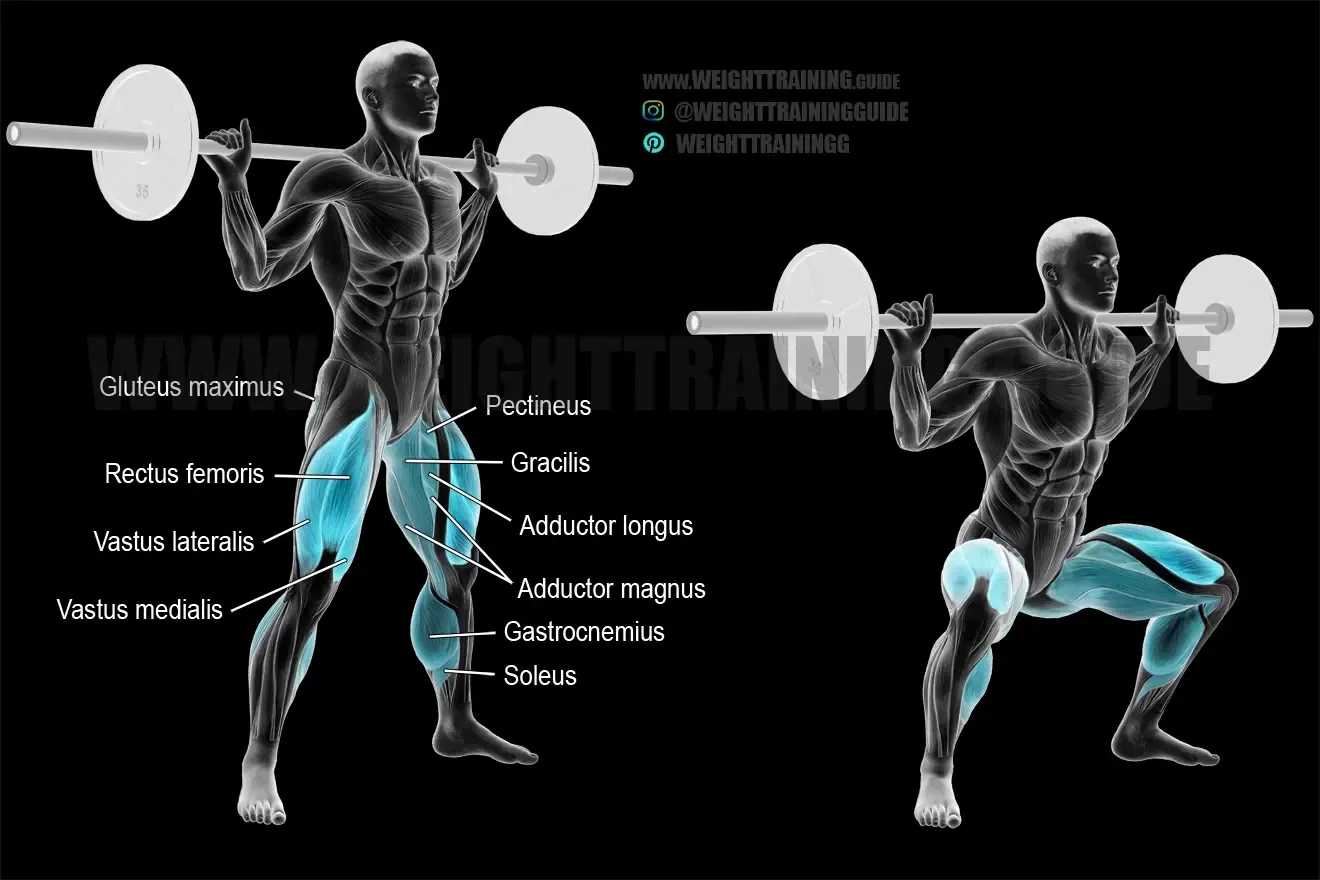 WWW.WEIGHTTRAINING.GUIDE
@WEIGHTTRAININGGUIDE
WEIGHTTRAININGG
35
35
WWW.WEIGHTTRAINING.GUIDE
Gluteus maximus
Pectineus
Rectus femoris
Gracilis
Adductor longus
Vastus lateralis
Adductor magnus
Vastus medialis
Gastrocnemius
Soleus